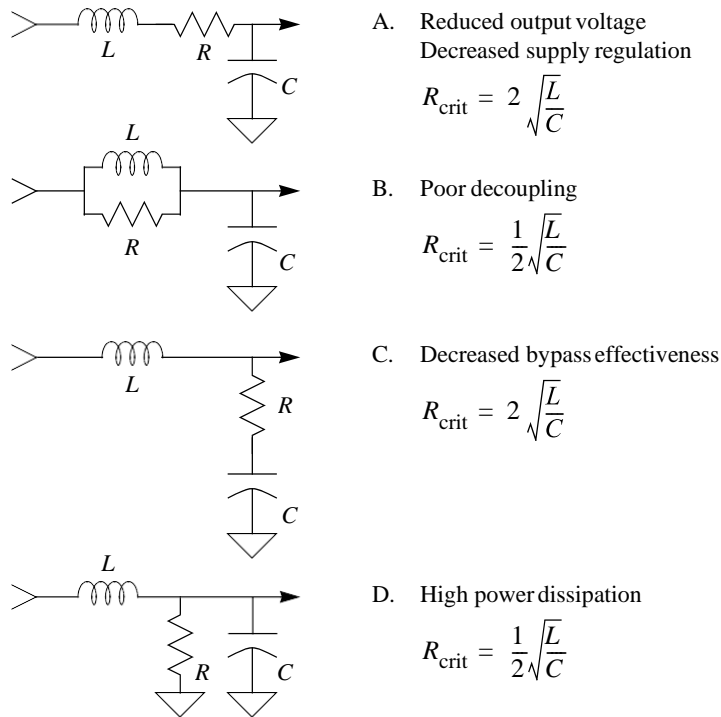 L
R
C
A. Reduced output voltage
Decreased supply regulation
R_crit = 2 √(L/C)
L
R
C
B. Poor decoupling
R_crit = 1/2 √(L/C)
L
R
C
C. Decreased bypass effectiveness
R_crit = 2 √(L/C)
L
R
C
D. High power dissipation
R_crit = 1/2 √(L/C)